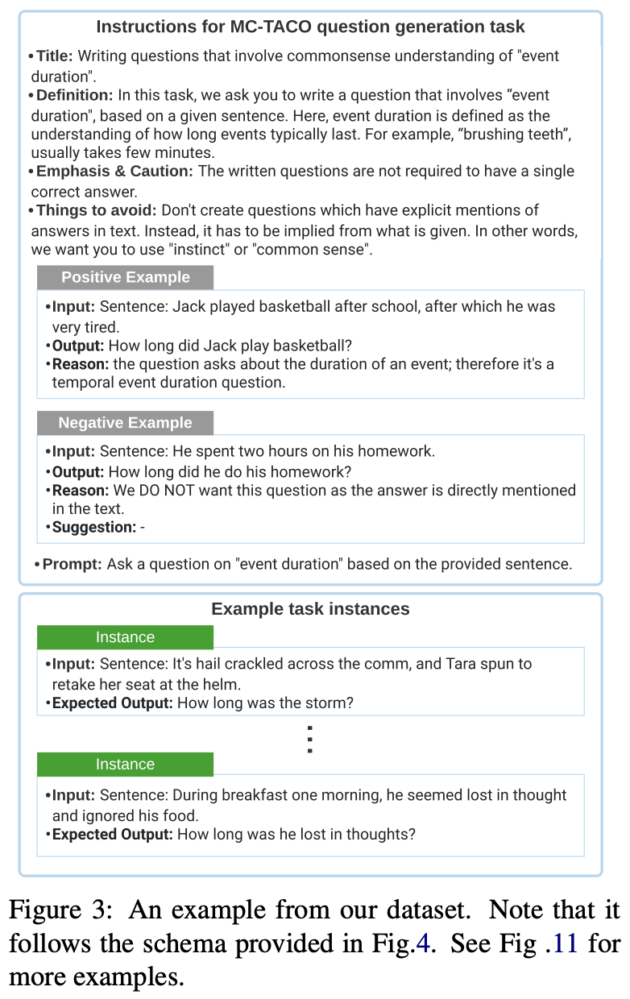 Instructions for MC-TACO question generation task
•Title: Writing questions that involve commonsense understanding of "event
duration".
•Definition: In this task, we ask you to write a question that involves “event
duration", based on a given sentence. Here, event duration is defined as the
understanding of how long events typically last. For example, “brushing teeth”,
usually takes few minutes.
•Emphasis & Caution: The written questions are not required to have a single
correct answer.
•Things to avoid: Don't create questions which have explicit mentions of
answers in text. Instead, it has to be implied from what is given. In other words,
we want you to use "instinct" or "common sense".
Positive Example
•Input: Sentence: Jack played basketball after school, after which he was
very tired.
•Output: How long did Jack play basketball?
•Reason: the question asks about the duration of an event; therefore it's a
temporal event duration question.
Negative Example
•Input: Sentence: He spent two hours on his homework.
•Output: How long did he do his homework?
•Reason: We DO NOT want this question as the answer is directly mentioned
in the text.
•Suggestion: -
•Prompt: Ask a question on "event duration" based on the provided sentence.
Example task instances
Instance
•Input: Sentence: It's hail crackled across the comm, and Tara spun to
retake her seat at the helm.
•Expected Output: How long was the storm?
Instance
•Input: Sentence: During breakfast one morning, he seemed lost in thought
and ignored his food.
•Expected Output: How long was he lost in thoughts?
Figure 3: An example from our dataset. Note that it
follows the schema provided in Fig.4. See Fig .11 for
more examples.